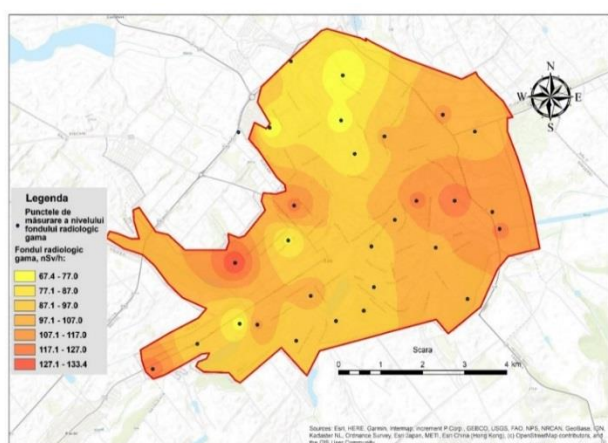 N
W E
S
Legenda
Punctele de
măsurare a nivelului
fondului radiologic
gama
Fondul radiologic
gama, nSv/h:
67.4 - 77.0
77.1 - 87.0
87.1 - 97.0
97.1 - 107.0
107.1 - 117.0
117.1 - 127.0
127.1 - 133.4
Scara
0 1 2 4 km
Sources: Esri, HERE, Garmin, Intermap, increment P Corp., GEBCO, USGS, FAO, NPS, NRCAN, GeoBase, IGN,
Kadaster NL, Ordnance Survey, Esri Japan, METI, Esri China (Hong Kong), (c) OpenStreetMap contributors, and
the GIS User Community